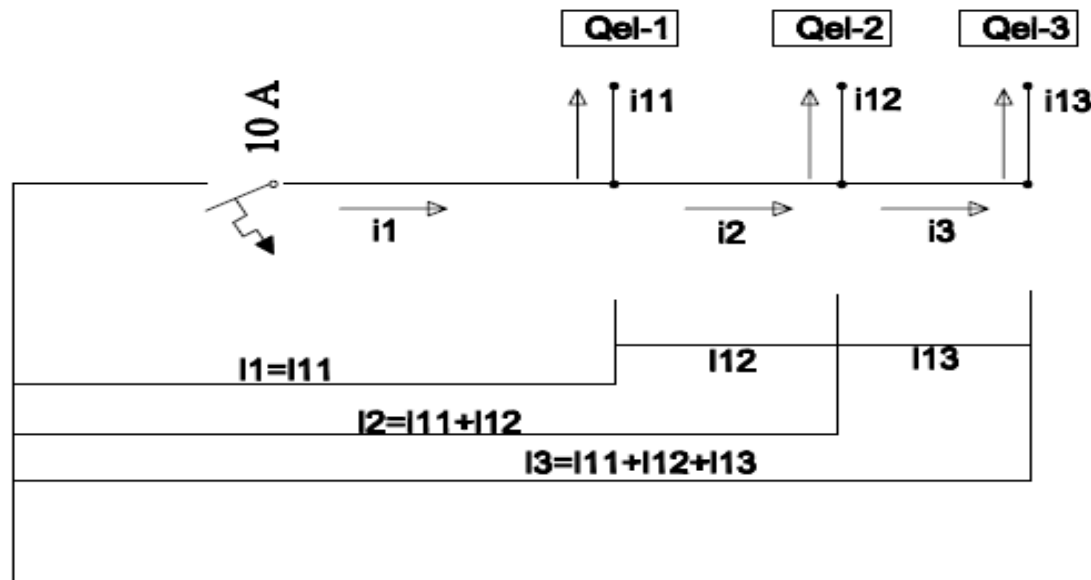 Qel-1
Qel-2
Qel-3
i11
i12
i13
10 A
i1
i2
i3
l12
l13
l1=l11
l2=l11+l12
l3=l11+l12+l13